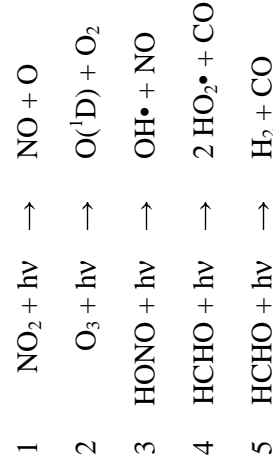 1 NO₂ + hν → NO + O
2 O₃ + hν → O(¹D) + O₂
3 HONO + hν → OH• + NO
4 HCHO + hν → 2 HO₂• + CO
5 HCHO + hν → H₂ + CO